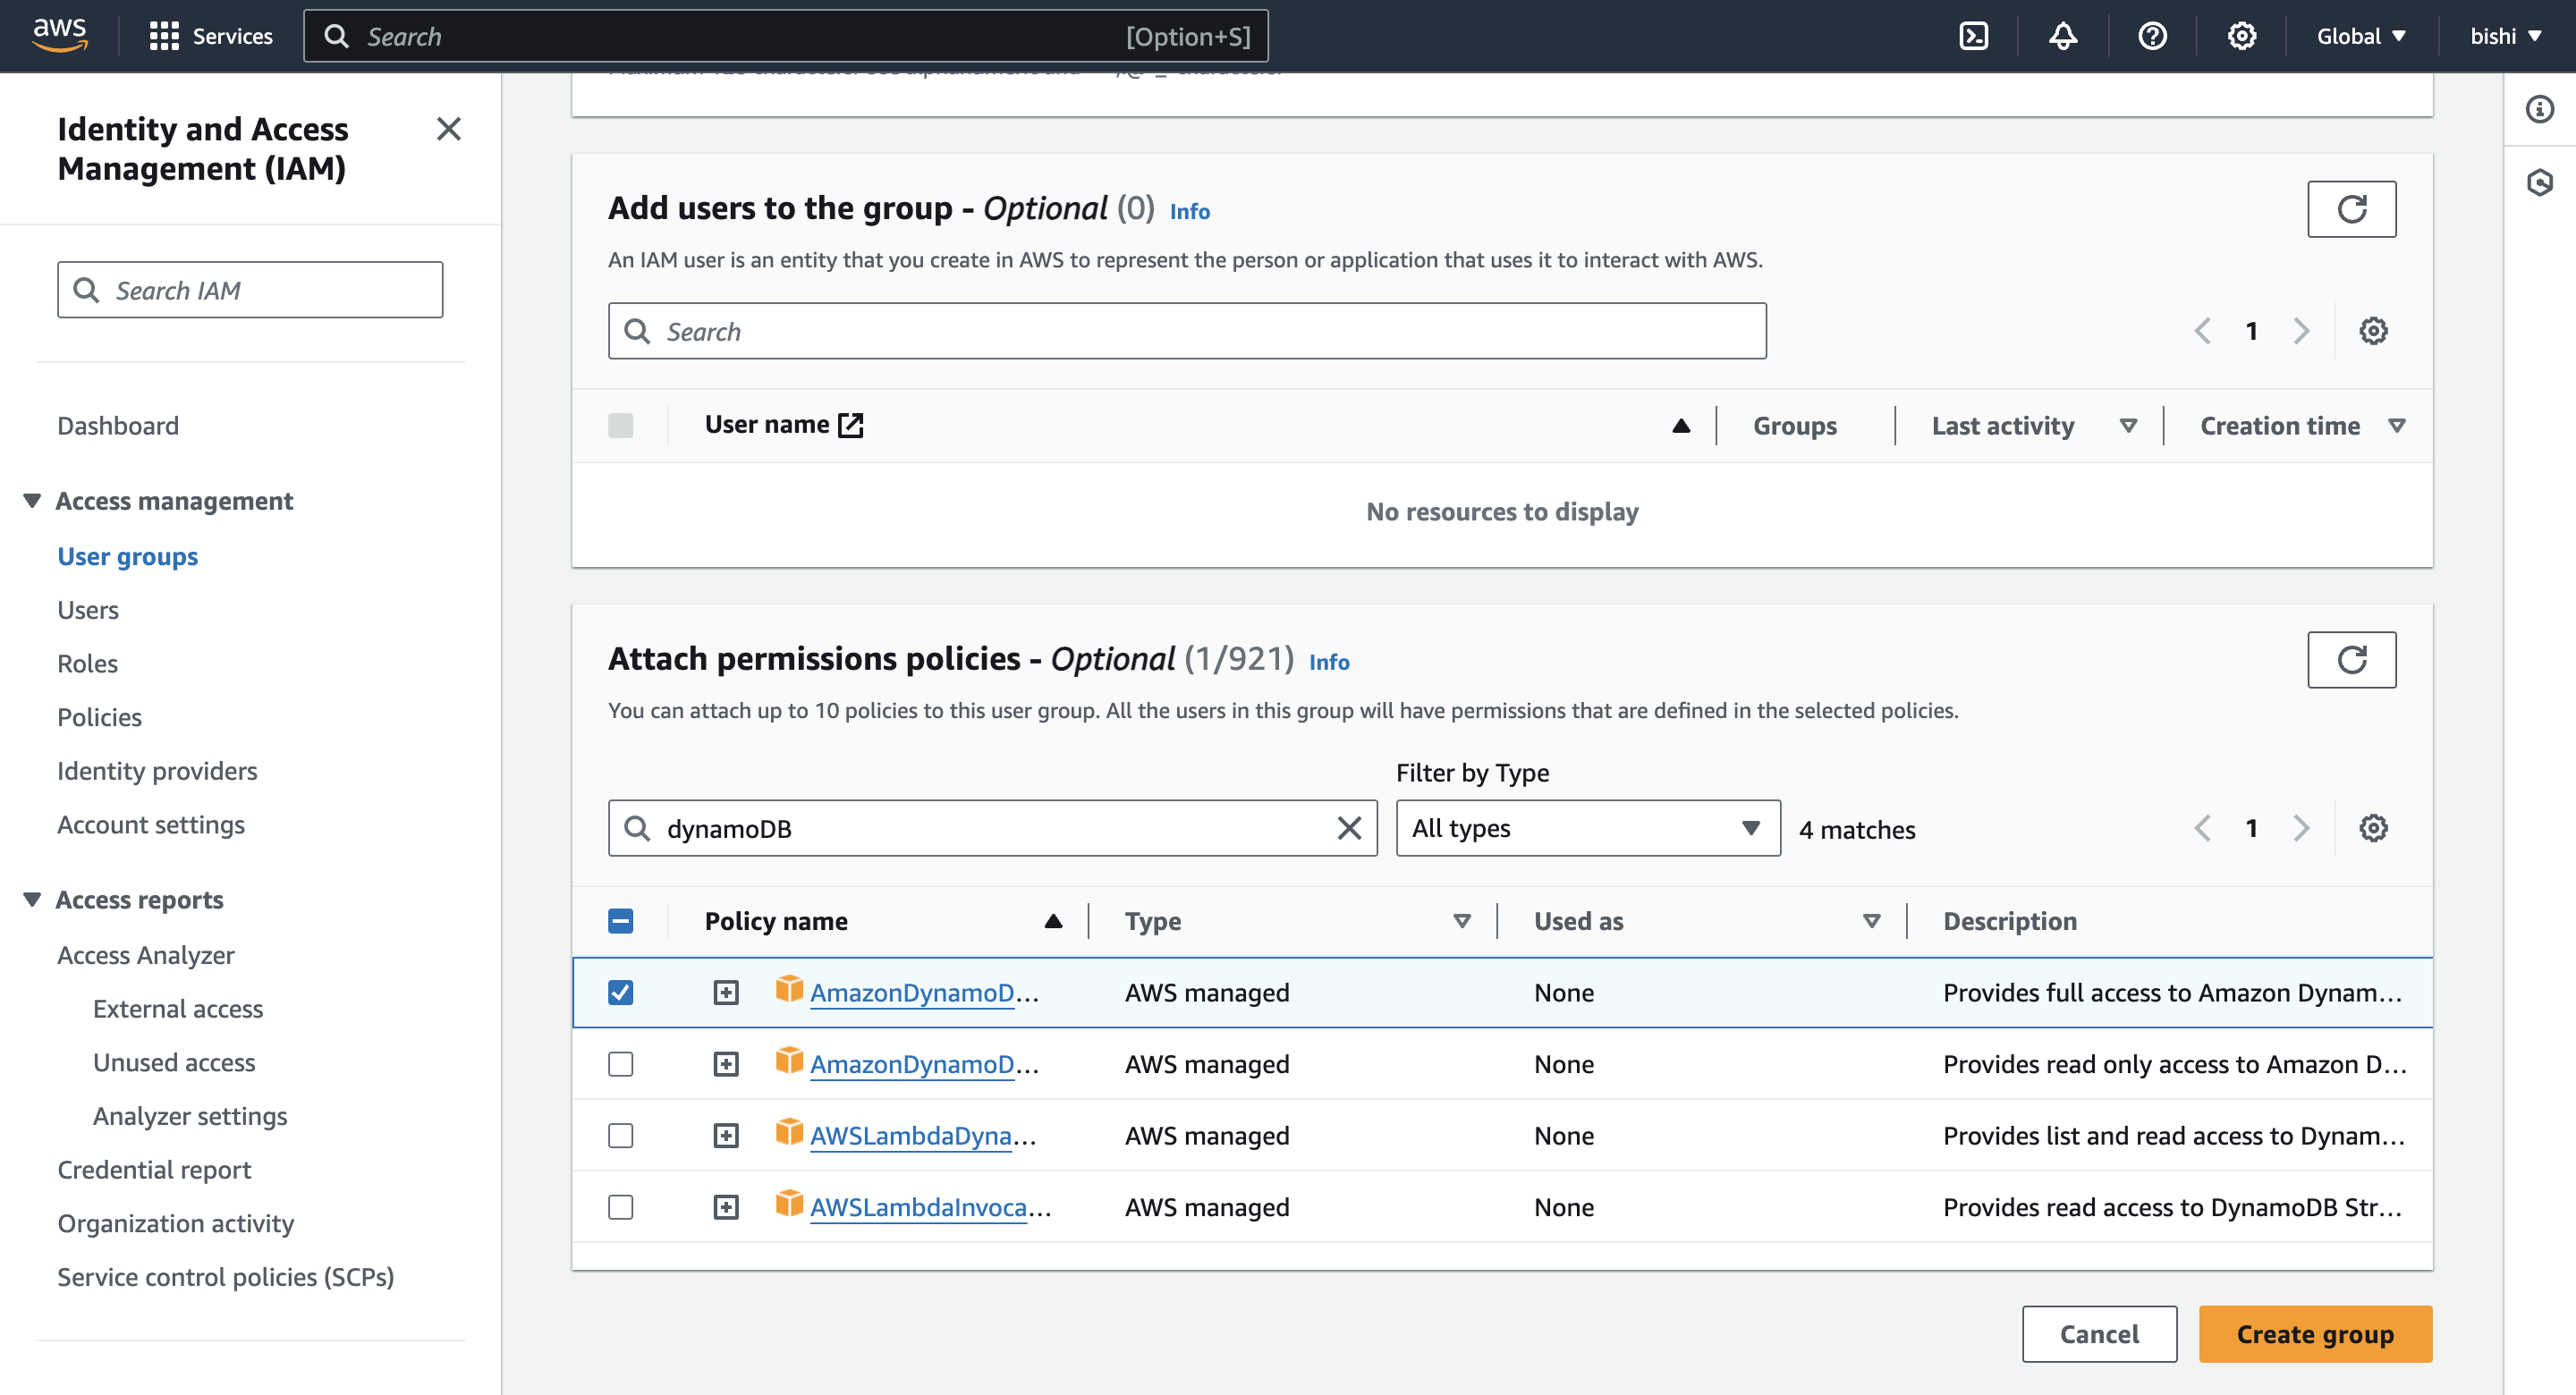 aws
Services
Search
[Option+S]
Global
bishi
Identity and Access
Management (IAM)
Search IAM
Dashboard
Access management
User groups
Users
Roles
Policies
Identity providers
Account settings
Access reports
Access Analyzer
External access
Unused access
Analyzer settings
Credential report
Organization activity
Service control policies (SCPs)
Add users to the group - Optional (0) Info
An IAM user is an entity that you create in AWS to represent the person or application that uses it to interact with AWS.
Search
1
User name
Groups
Last activity
Creation time
No resources to display
Attach permissions policies - Optional (1/921) Info
You can attach up to 10 policies to this user group. All the users in this group will have permissions that are defined in the selected policies.
Filter by Type
dynamoDB
All types
4 matches
1
Policy name
Type
Used as
Description
AmazonDynamoD... AWS managed None Provides full access to Amazon Dynam...
AmazonDynamoD... AWS managed None Provides read only access to Amazon D...
AWSLambdaDyna... AWS managed None Provides list and read access to Dynam...
AWSLambdaInvoca... AWS managed None Provides read access to DynamoDB Str...
Cancel
Create group